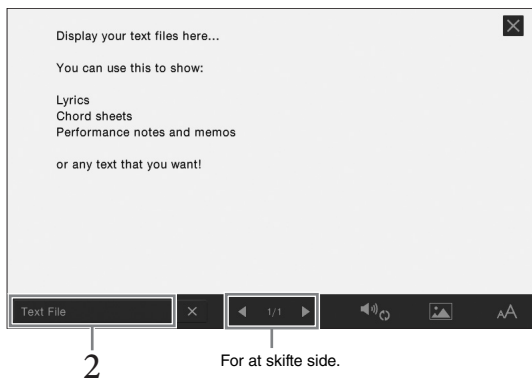 Display your text files here...
You can use this to show:
Lyrics
Chord sheets
Performance notes and memos
or any text that you want!
Text File
1/1
AA
2
For at skifte side.